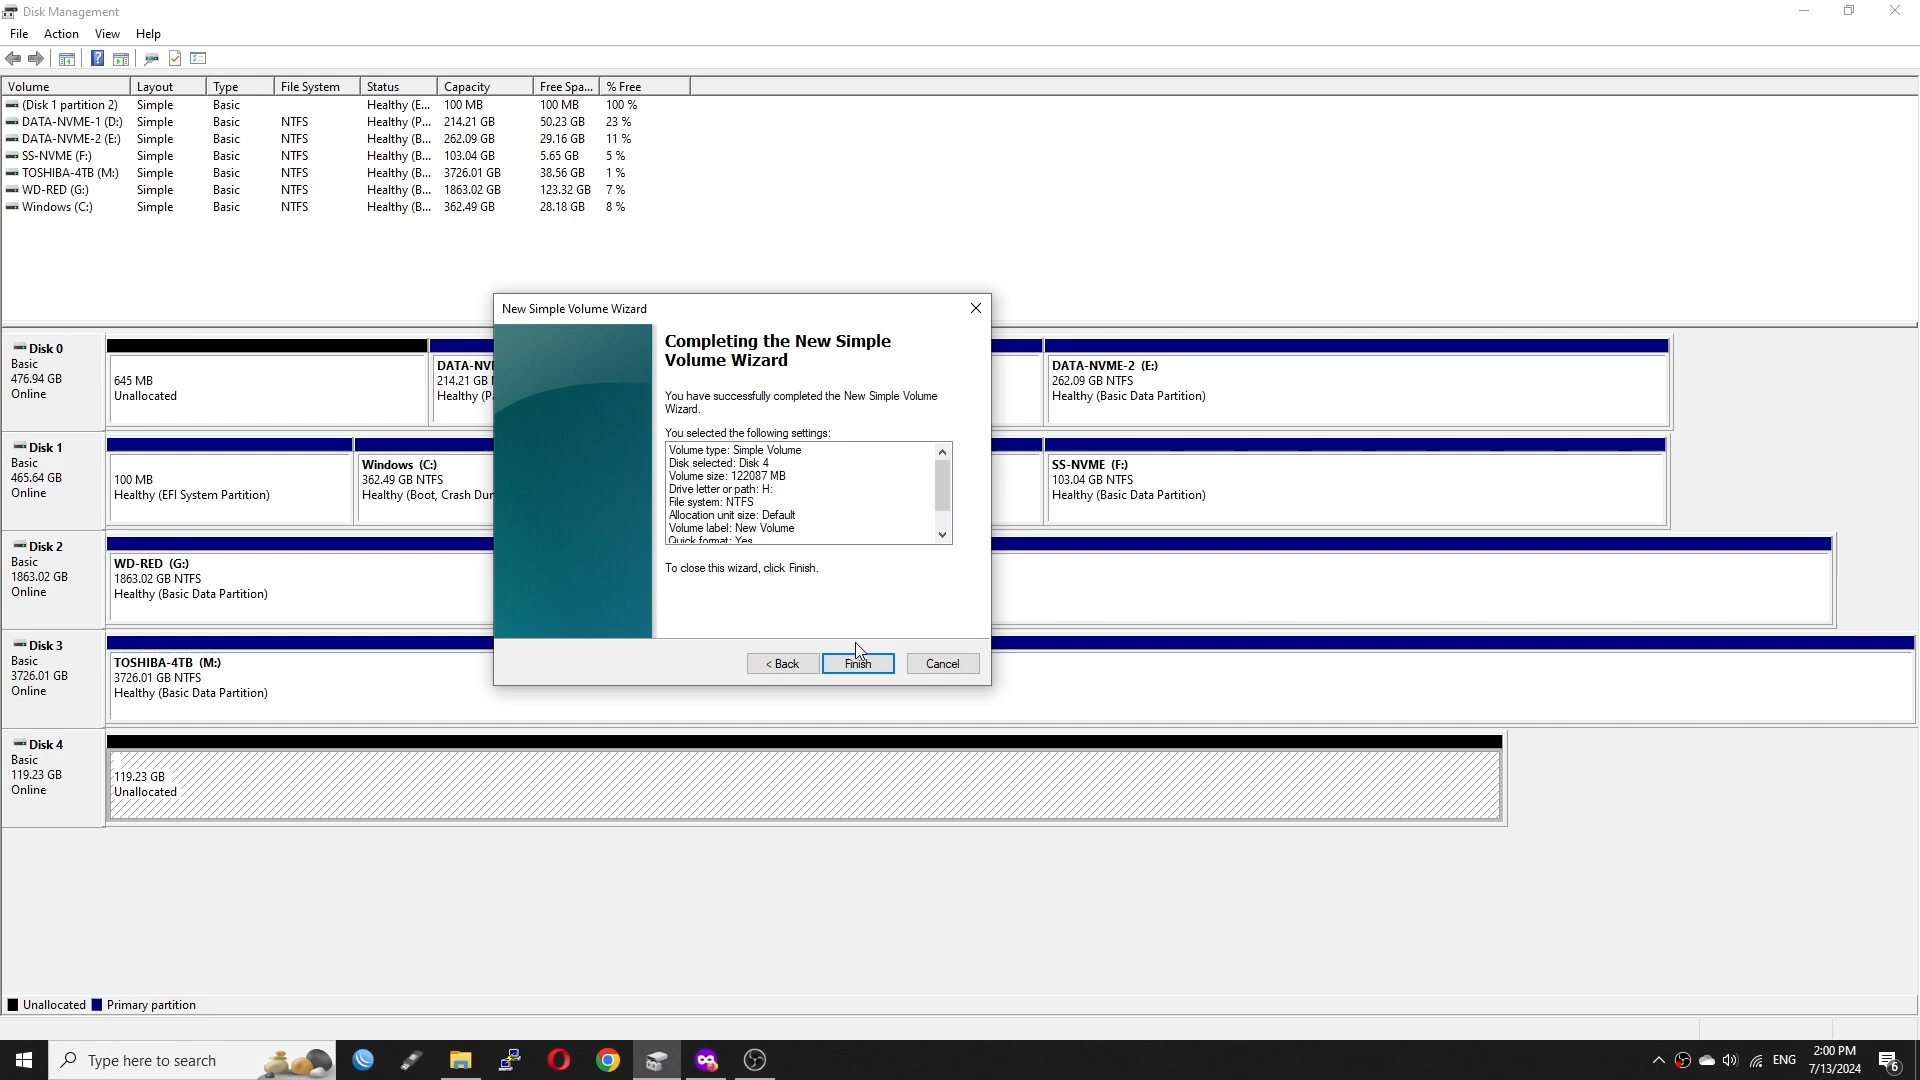 Disk Management
File Action View Help
Volume Layout Type File System Status Capacity Free Spa... % Free
(Disk 1 partition 2) Simple Basic Healthy (E... 100 MB 100 MB 100 %
DATA-NVME-1 (D:) Simple Basic NTFS Healthy (P... 214.21 GB 50.23 GB 23 %
DATA-NVME-2 (E:) Simple Basic NTFS Healthy (B... 262.09 GB 29.16 GB 11 %
SS-NVME (F:) Simple Basic NTFS Healthy (B... 103.04 GB 5.65 GB 5 %
TOSHIBA-4TB (M:) Simple Basic NTFS Healthy (B... 3726.01 GB 38.56 GB 1 %
WD-RED (G:) Simple Basic NTFS Healthy (B... 1863.02 GB 123.32 GB 7 %
Windows (C:) Simple Basic NTFS Healthy (B... 362.49 GB 28.18 GB 8 %
New Simple Volume Wizard
Completing the New Simple
Volume Wizard
You have successfully completed the New Simple Volume
Wizard.
You selected the following settings:
Volume type: Simple Volume
Disk selected: Disk 4
Volume size: 122087 MB
Drive letter or path: H:
File system: NTFS
Allocation unit size: Default
Volume label: New Volume
Quick format: Yes
To close this wizard, click Finish.
< Back Finish Cancel
Disk 0
Basic
476.94 GB
Online
645 MB
Unallocated
DATA-NV
214.21 GB
Healthy (P
DATA-NVME-2 (E:)
262.09 GB NTFS
Healthy (Basic Data Partition)
Disk 1
Basic
465.64 GB
Online
100 MB
Healthy (EFI System Partition)
Windows (C:)
362.49 GB NTFS
Healthy (Boot, Crash Dur
SS-NVME (F:)
103.04 GB NTFS
Healthy (Basic Data Partition)
Disk 2
Basic
1863.02 GB
Online
WD-RED (G:)
1863.02 GB NTFS
Healthy (Basic Data Partition)
Disk 3
Basic
3726.01 GB
Online
TOSHIBA-4TB (M:)
3726.01 GB NTFS
Healthy (Basic Data Partition)
Disk 4
Basic
119.23 GB
Online
119.23 GB
Unallocated
Unallocated Primary partition
Type here to search
ENG
2:00 PM
7/13/2024
6